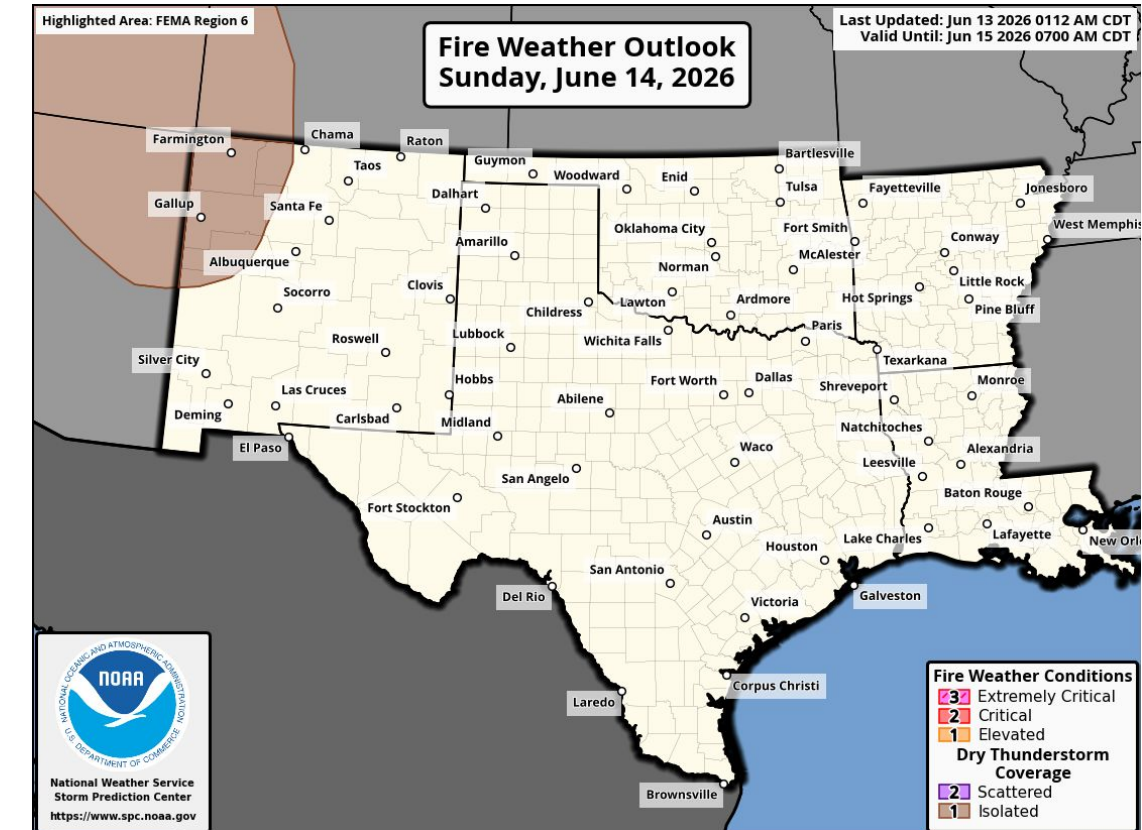 Highlighted Area: FEMA Region 6
Fire Weather Outlook
Sunday, June 14, 2026
Last Updated: Jun 13 2026 0112 AM CDT
Valid Until: Jun 15 2026 0700 AM CDT
Farmington
Chama
Raton
Taos
Gallup
Santa Fe
Albuquerque
Socorro
Clovis
Roswell
Silver City
Las Cruces
Deming
Carlsbad
Hobbs
Guymon
Woodward
Enid
Bartlesville
Tulsa
Dalhart
Amarillo
Oklahoma City
Norman
Fort Smith
McAlester
Fayetteville
Jonesboro
West Memphis
Conway
Little Rock
Hot Springs
Pine Bluff
Childress
Lawton
Ardmore
Wichita Falls
Paris
Texarkana
Lubbock
Midland
Abilene
Fort Worth
Dallas
Shreveport
Monroe
Natchitoches
Alexandria
Leesville
Baton Rouge
El Paso
San Angelo
Waco
Fort Stockton
Austin
Houston
Lake Charles
Lafayette
New Orl
San Antonio
Del Rio
Galveston
Victoria
Corpus Christi
Laredo
Brownsville
NATIONAL OCEANIC AND ATMOSPHERIC ADMINISTRATION
NOAA
U.S. DEPARTMENT OF COMMERCE
National Weather Service
Storm Prediction Center
https://www.spc.noaa.gov
Fire Weather Conditions
3 Extremely Critical
2 Critical
1 Elevated
Dry Thunderstorm
Coverage
2 Scattered
1 Isolated